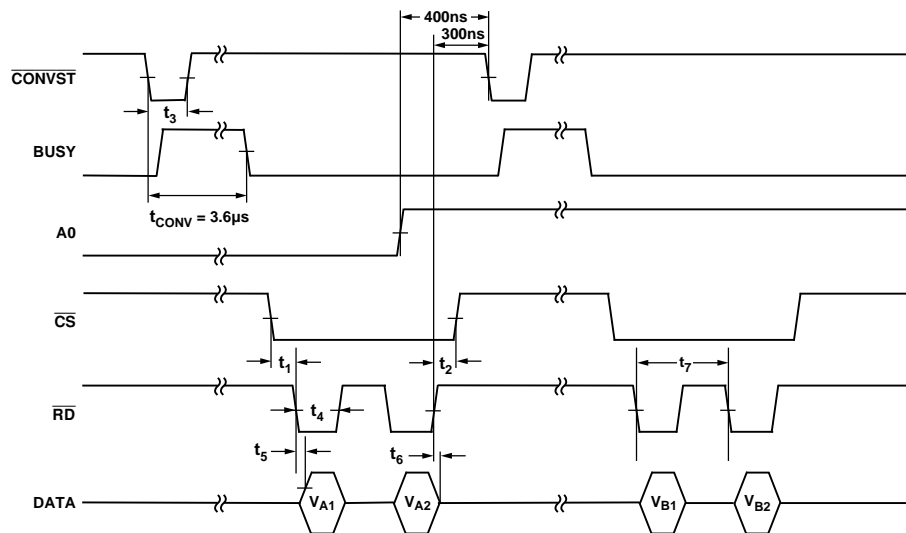 400ns
300ns
CONVST
t3
BUSY
tCONV = 3.6µs
A0
CS
t1
t2
t7
RD
t4
t5
t6
DATA
VA1
VA2
VB1
VB2